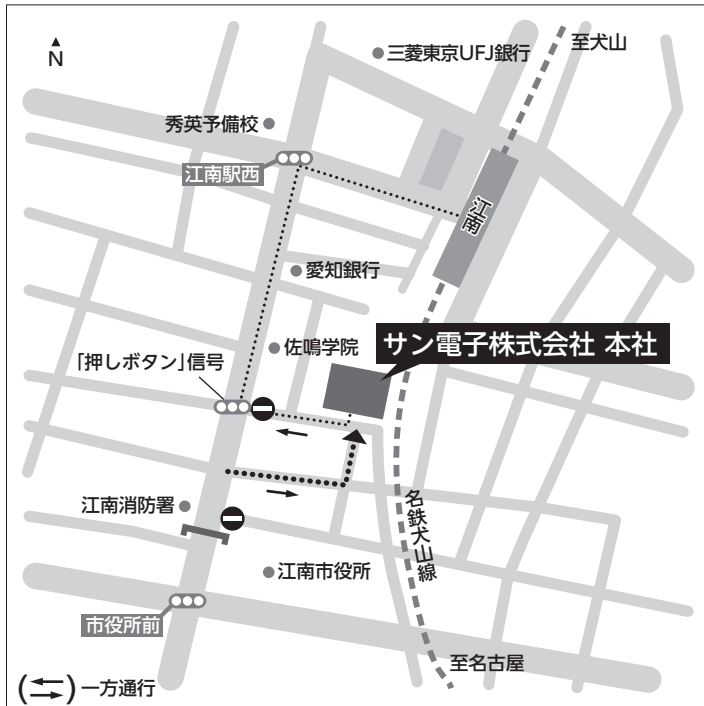 N
三菱東京UFJ銀行
至犬山
秀英予備校
江南駅西
江南
愛知銀行
佐鳴学院
サン電子株式会社 本社
「押しボタン」信号
江南消防署
名鉄犬山線
江南市役所
市役所前
至名古屋
(⇆)一方通行